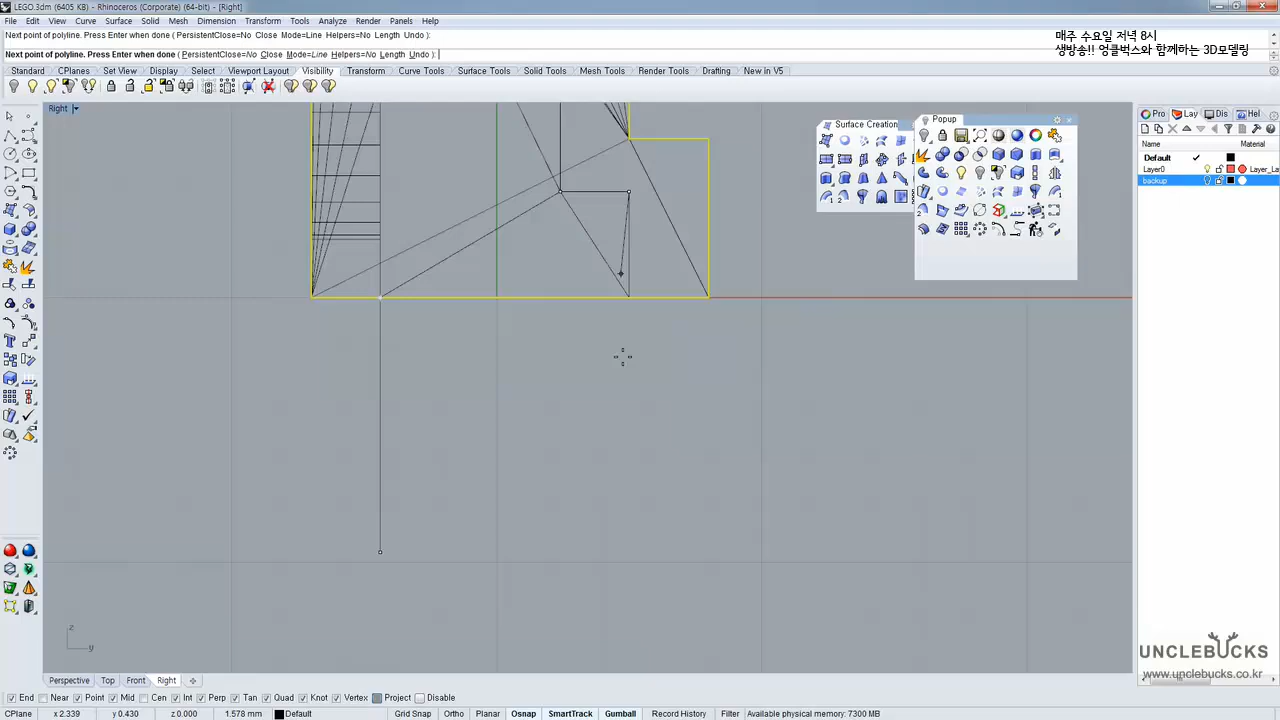 LEGO.3dm (6405 KB) - Rhinoceros (Corporate) (64-bit) - [Right]
File Edit View Curve Surface Solid Mesh Dimension Transform Tools Analyze Render Panels Help
Next point of polyline. Press Enter when done ( PersistentClose=No Close Mode=Line Helpers=No Length Undo ):
Next point of polyline. Press Enter when done ( PersistentClose=No Close Mode=Line Helpers=No Length Undo ):
매주 수요일 저녁 8시
생방송!! 엉클벅스와 함께하는 3D모델링
Standard CPlanes Set View Display Select Viewport Layout Visibility Transform Curve Tools Surface Tools Solid Tools Mesh Tools Render Tools Drafting New in V5
Right
Surface Creation
Popup
Pro Lay Dis Hel
Name Material
Default
Layer0 Layer_La
backup
z
y
UNCLEBUCKS
www.unclebucks.co.kr
Perspective Top Front Right
End Near Point Mid Cen Int Perp Tan Quad Knot Vertex Project Disable
CPlane x 2.339 y 0.430 z 0.000 1.578 mm Default Grid Snap Ortho Planar Osnap SmartTrack Gumball Record History Filter Available physical memory: 7300 MB